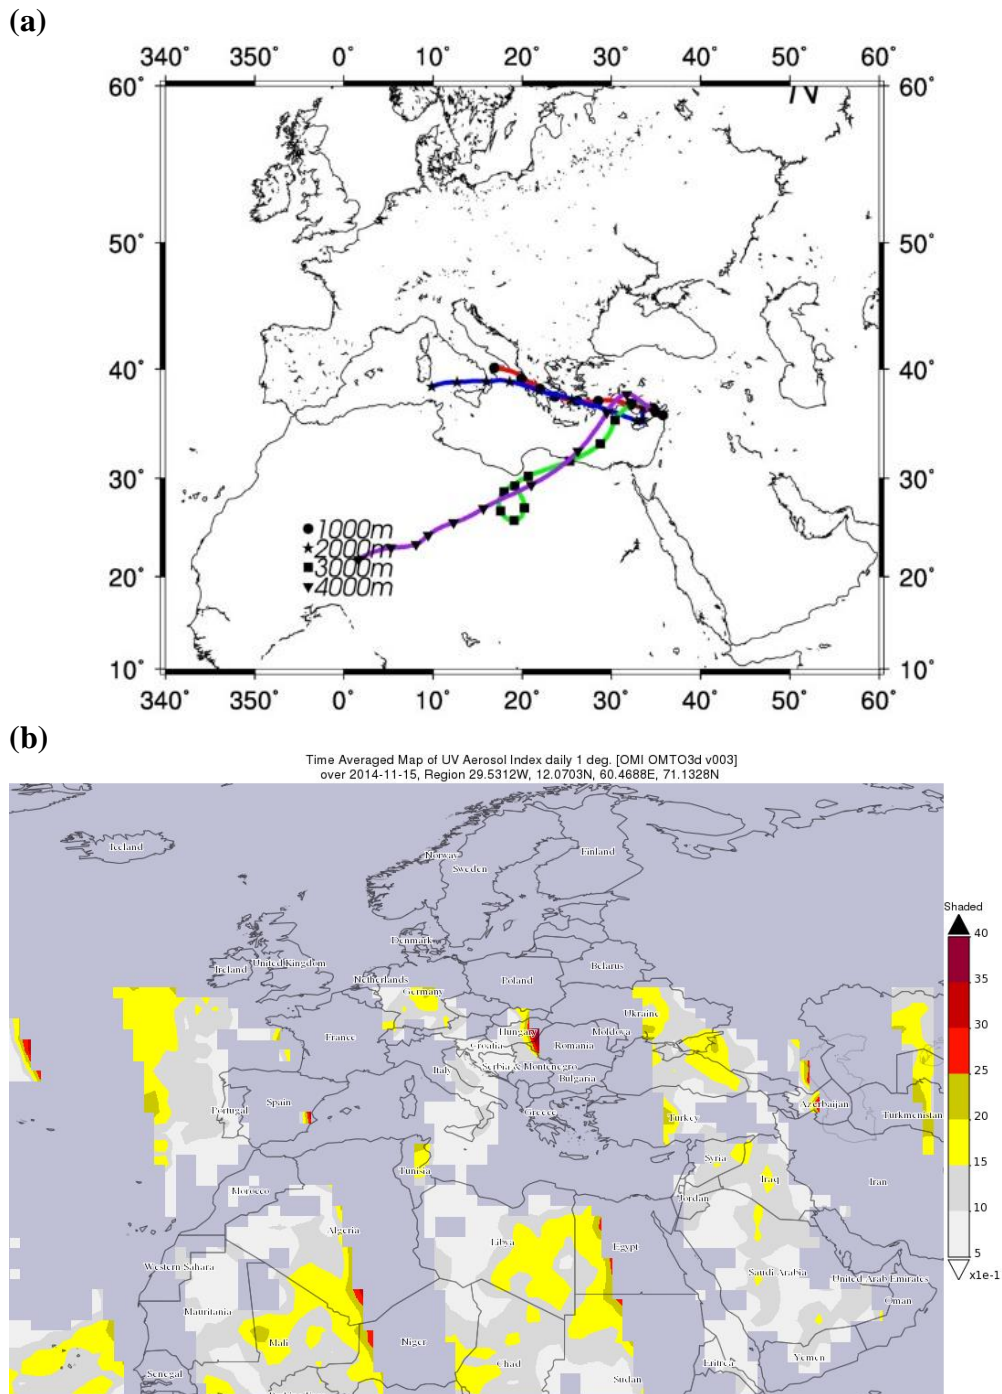 (a)
340 350 0˚ 10˚ 20˚ 30˚ 40˚ 50˚ 60
60˚ 60˚
N
50˚ 50˚
40˚ 40˚
30˚ 30˚
20˚ 20˚
10˚ 10˚
1000m
2000m
3000m
4000m
340 350 0˚ 10˚ 20˚ 30˚ 40˚ 50˚ 60
(b)
Time Averaged Map of UV Aerosol Index daily 1 deg. [OMI OMTO3d v003]
over 2014-11-15, Region 29.5312W, 12.0703N, 60.4688E, 71.1328N
Iceland
Norway
Sweden
Finland
Denmark
Ireland
United Kingdom
Netherlands
Germany
Poland
Belarus
Ukraine
France
Hungary
Moldova
Croatia
Romania
Italy
Serbia & Montenegro
Bulgaria
Portugal
Spain
Greece
Turkey
Azerbaijan
Turkmenistan
Tunisia
Syria
Iraq
Iran
Morocco
Jordan
Algeria
Libya
Egypt
Western Sahara
Saudi Arabia
United Arab Emirates
Oman
Mauritania
Mali
Niger
Chad
Sudan
Senegal
Eritrea
Yemen
Shaded
40
35
30
25
20
15
10
5
x1e-1